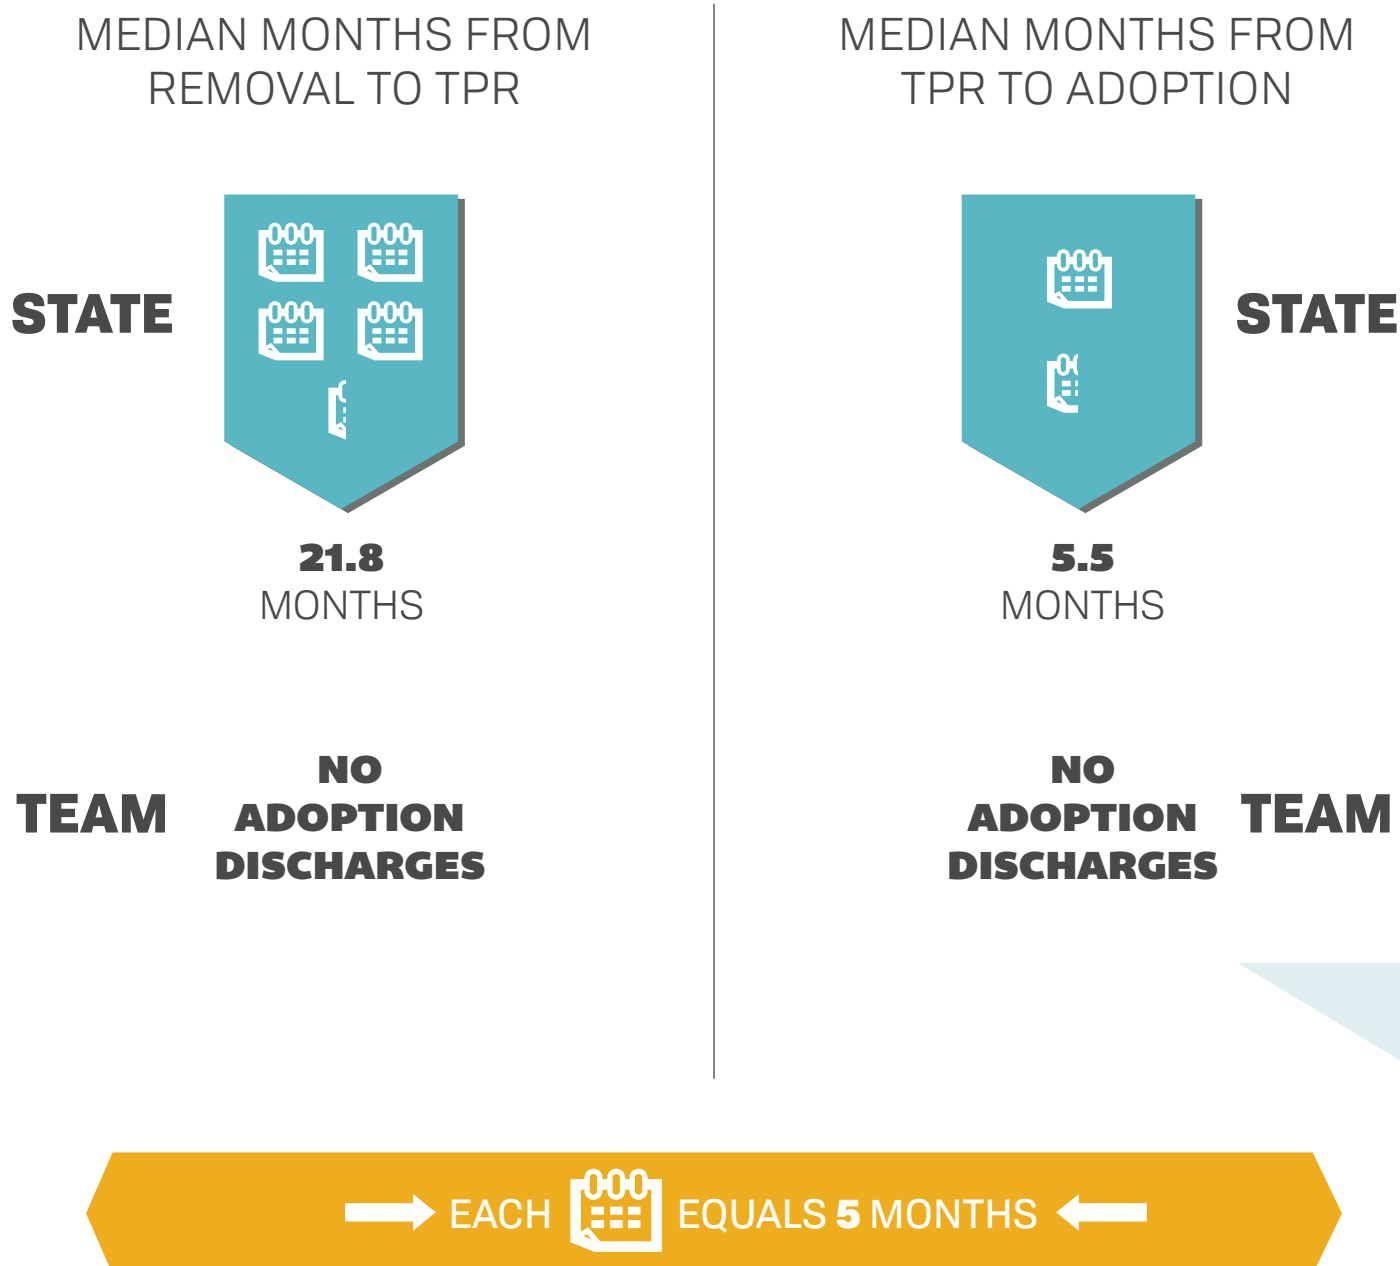 MEDIAN MONTHS FROM
REMOVAL TO TPR
STATE
21.8
MONTHS
TEAM
NO
ADOPTION
DISCHARGES
MEDIAN MONTHS FROM
TPR TO ADOPTION
STATE
5.5
MONTHS
NO
ADOPTION
DISCHARGES
TEAM
EACH EQUALS 5 MONTHS